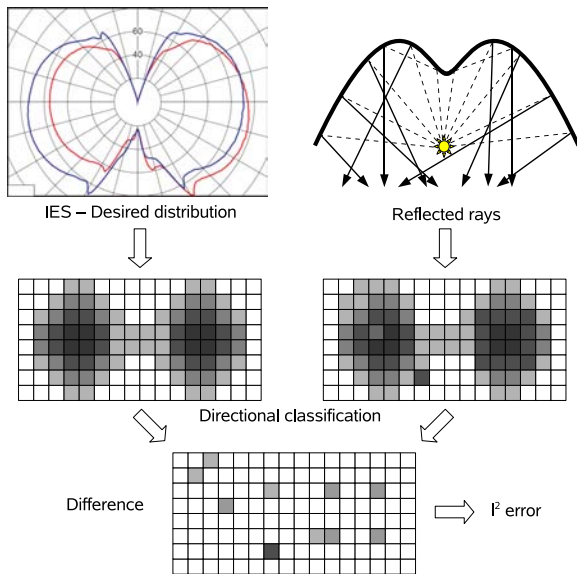 60
40
IES – Desired distribution
Reflected rays
Directional classification
Difference
l² error